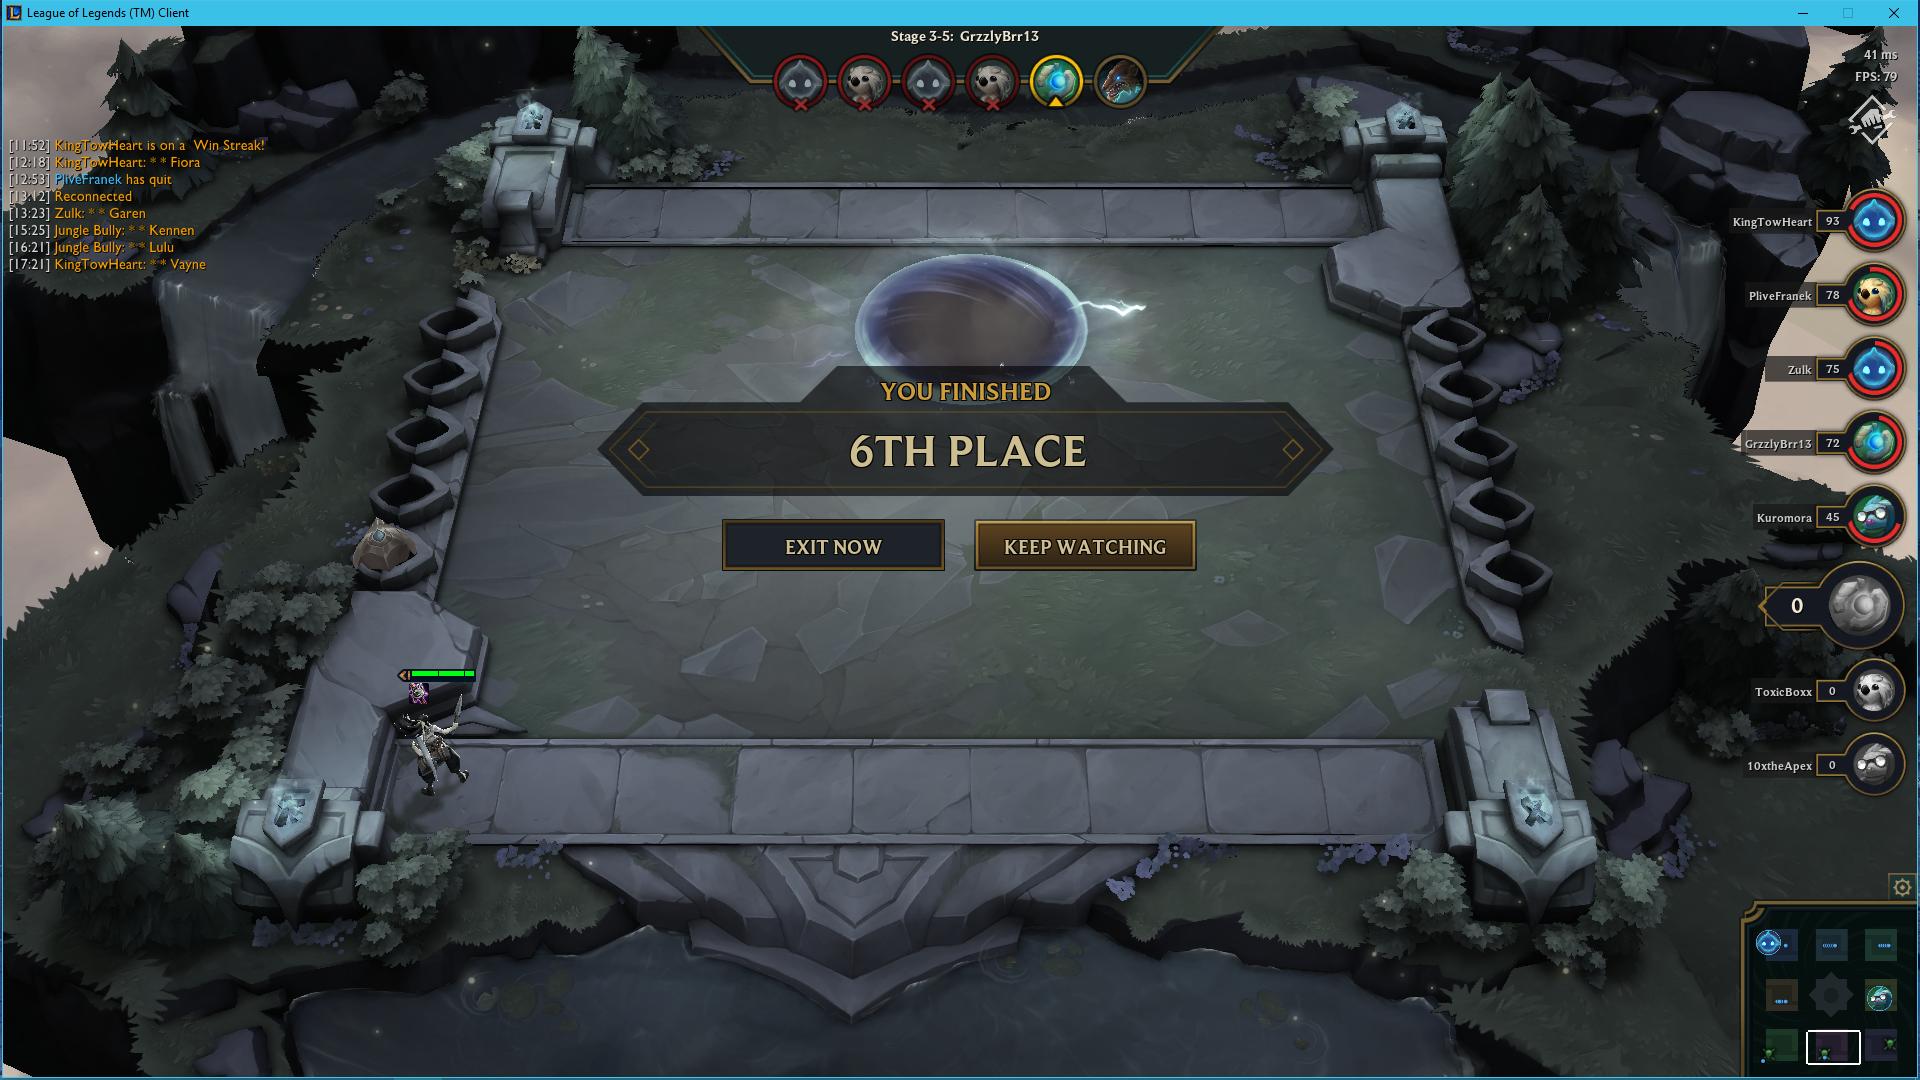 League of Legends (TM) Client
Stage 3-5: GrzzlyBrr13
41 ms
FPS: 79
[11:52] KingTowHeart is on a Win Streak!
[12:18] KingTowHeart: * * Fiora
[12:53] PliveFranek has quit
[13:12] Reconnected
[13:23] Zulk: * * Garen
[15:25] Jungle Bully: * * Kennen
[16:21] Jungle Bully: * * Lulu
[17:21] KingTowHeart: * * Vayne
KingTowHeart 93
PliveFranek 78
Zulk 75
GrzzlyBrr13 72
Kuromora 45
0
ToxicBoxx 0
10xtheApex 0
YOU FINISHED
6TH PLACE
EXIT NOW
KEEP WATCHING